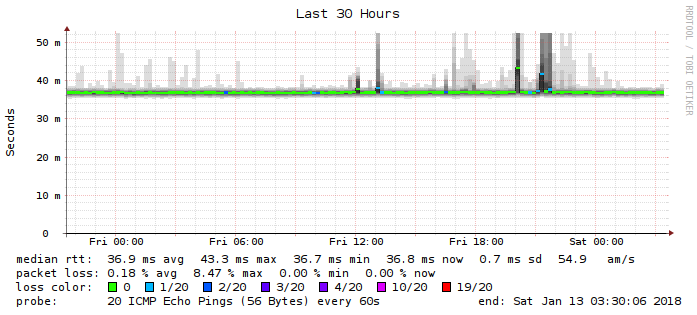 Last 30 Hours
RRDTOOL / TOBI OETIKER
Seconds
50 m
40 m
30 m
20 m
10 m
0
Fri 00:00 Fri 06:00 Fri 12:00 Fri 18:00 Sat 00:00
median rtt: 36.9 ms avg 43.3 ms max 36.7 ms min 36.8 ms now 0.7 ms sd 54.9 am/s
packet loss: 0.18 % avg 8.47 % max 0.00 % min 0.00 % now
loss color: 0 1/20 2/20 3/20 4/20 10/20 19/20
probe: 20 ICMP Echo Pings (56 Bytes) every 60s end: Sat Jan 13 03:30:06 2018